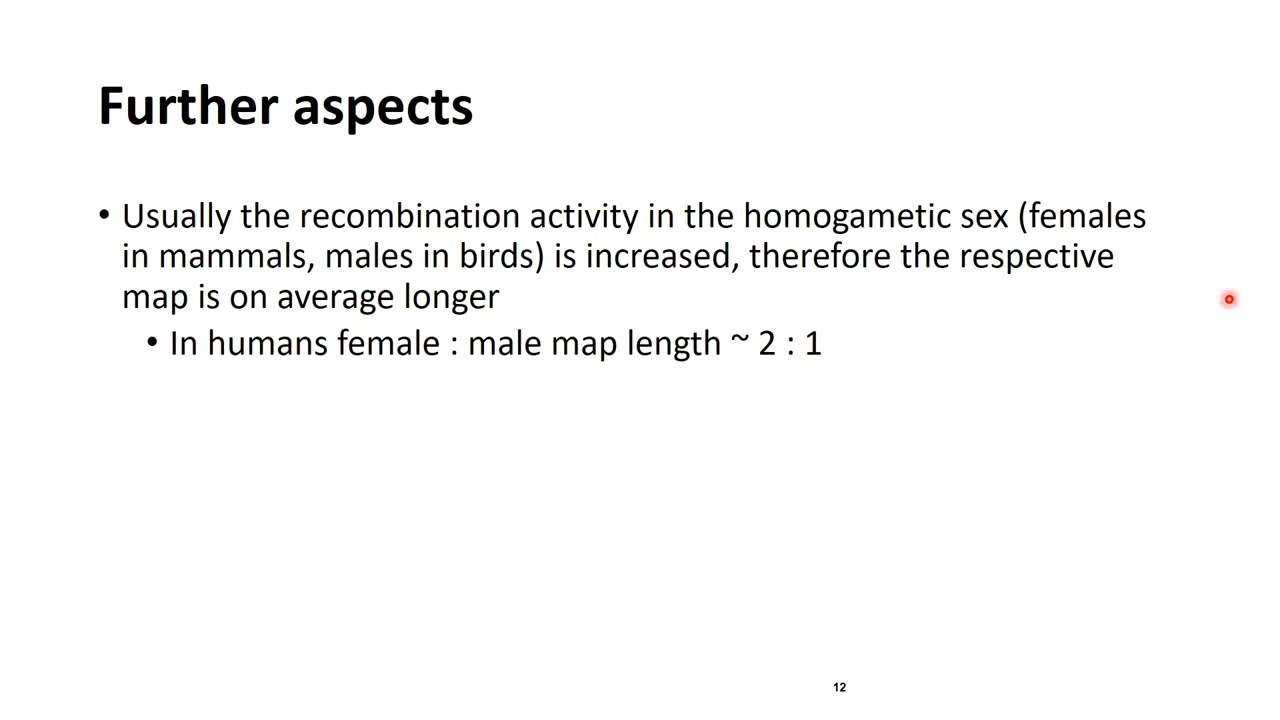 Further aspects
• Usually the recombination activity in the homogametic sex (females
in mammals, males in birds) is increased, therefore the respective
map is on average longer
• In humans female : male map length ~ 2 : 1
12